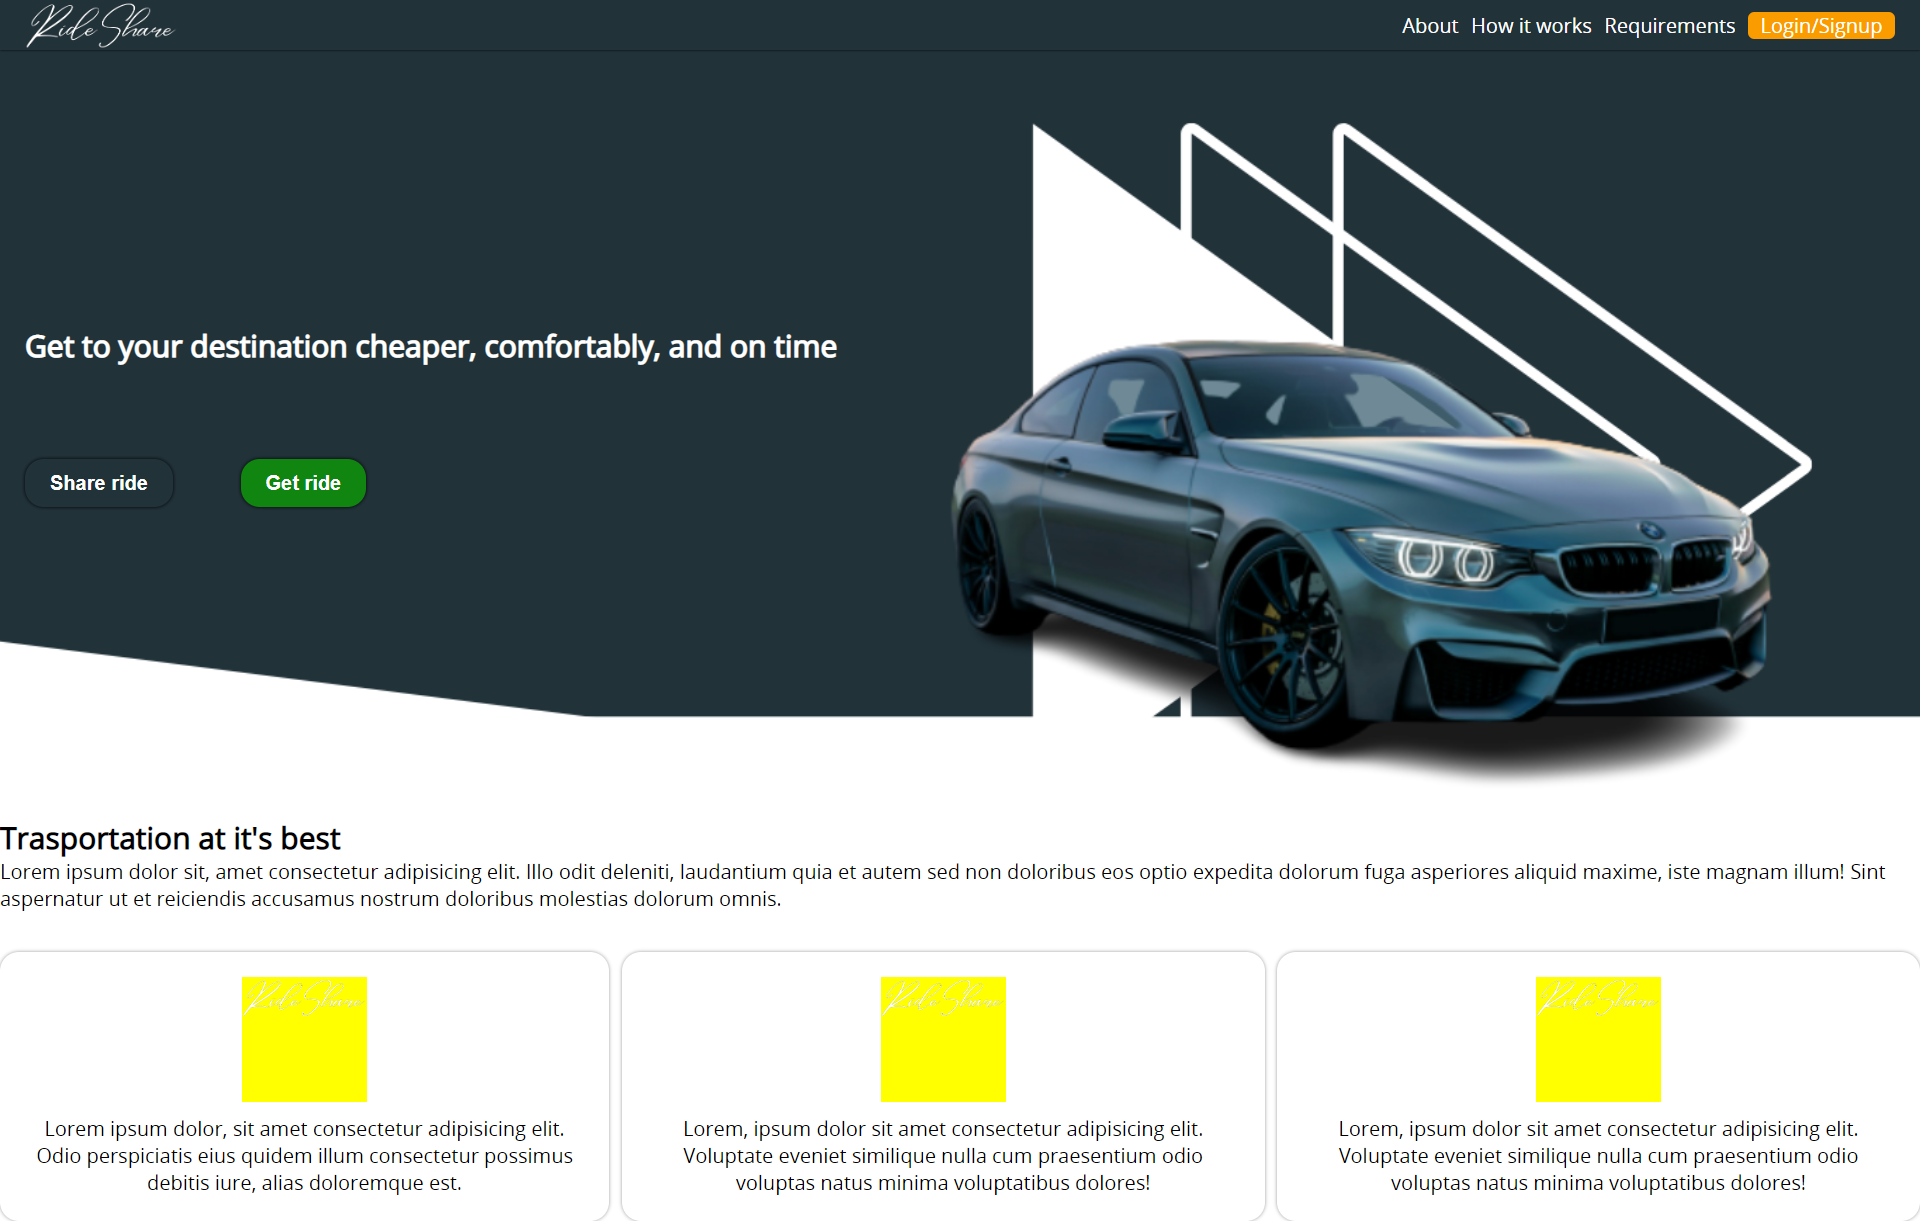 Ride Share
About How it works Requirements Login/Signup
Get to your destination cheaper, comfortably, and on time
Share ride Get ride
Trasportation at it's best
Lorem ipsum dolor sit, amet consectetur adipisicing elit. Illo odit deleniti, laudantium quia et autem sed non doloribus eos optio expedita dolorum fuga asperiores aliquid maxime, iste magnam illum! Sint
aspernatur ut et reiciendis accusamus nostrum doloribus molestias dolorum omnis.
Ride Share
Lorem ipsum dolor, sit amet consectetur adipisicing elit.
Odio perspiciatis eius quidem illum consectetur possimus
debitis iure, alias doloremque est.
Ride Share
Lorem, ipsum dolor sit amet consectetur adipisicing elit.
Voluptate eveniet similique nulla cum praesentium odio
voluptas natus minima voluptatibus dolores!
Ride Share
Lorem, ipsum dolor sit amet consectetur adipisicing elit.
Voluptate eveniet similique nulla cum praesentium odio
voluptas natus minima voluptatibus dolores!